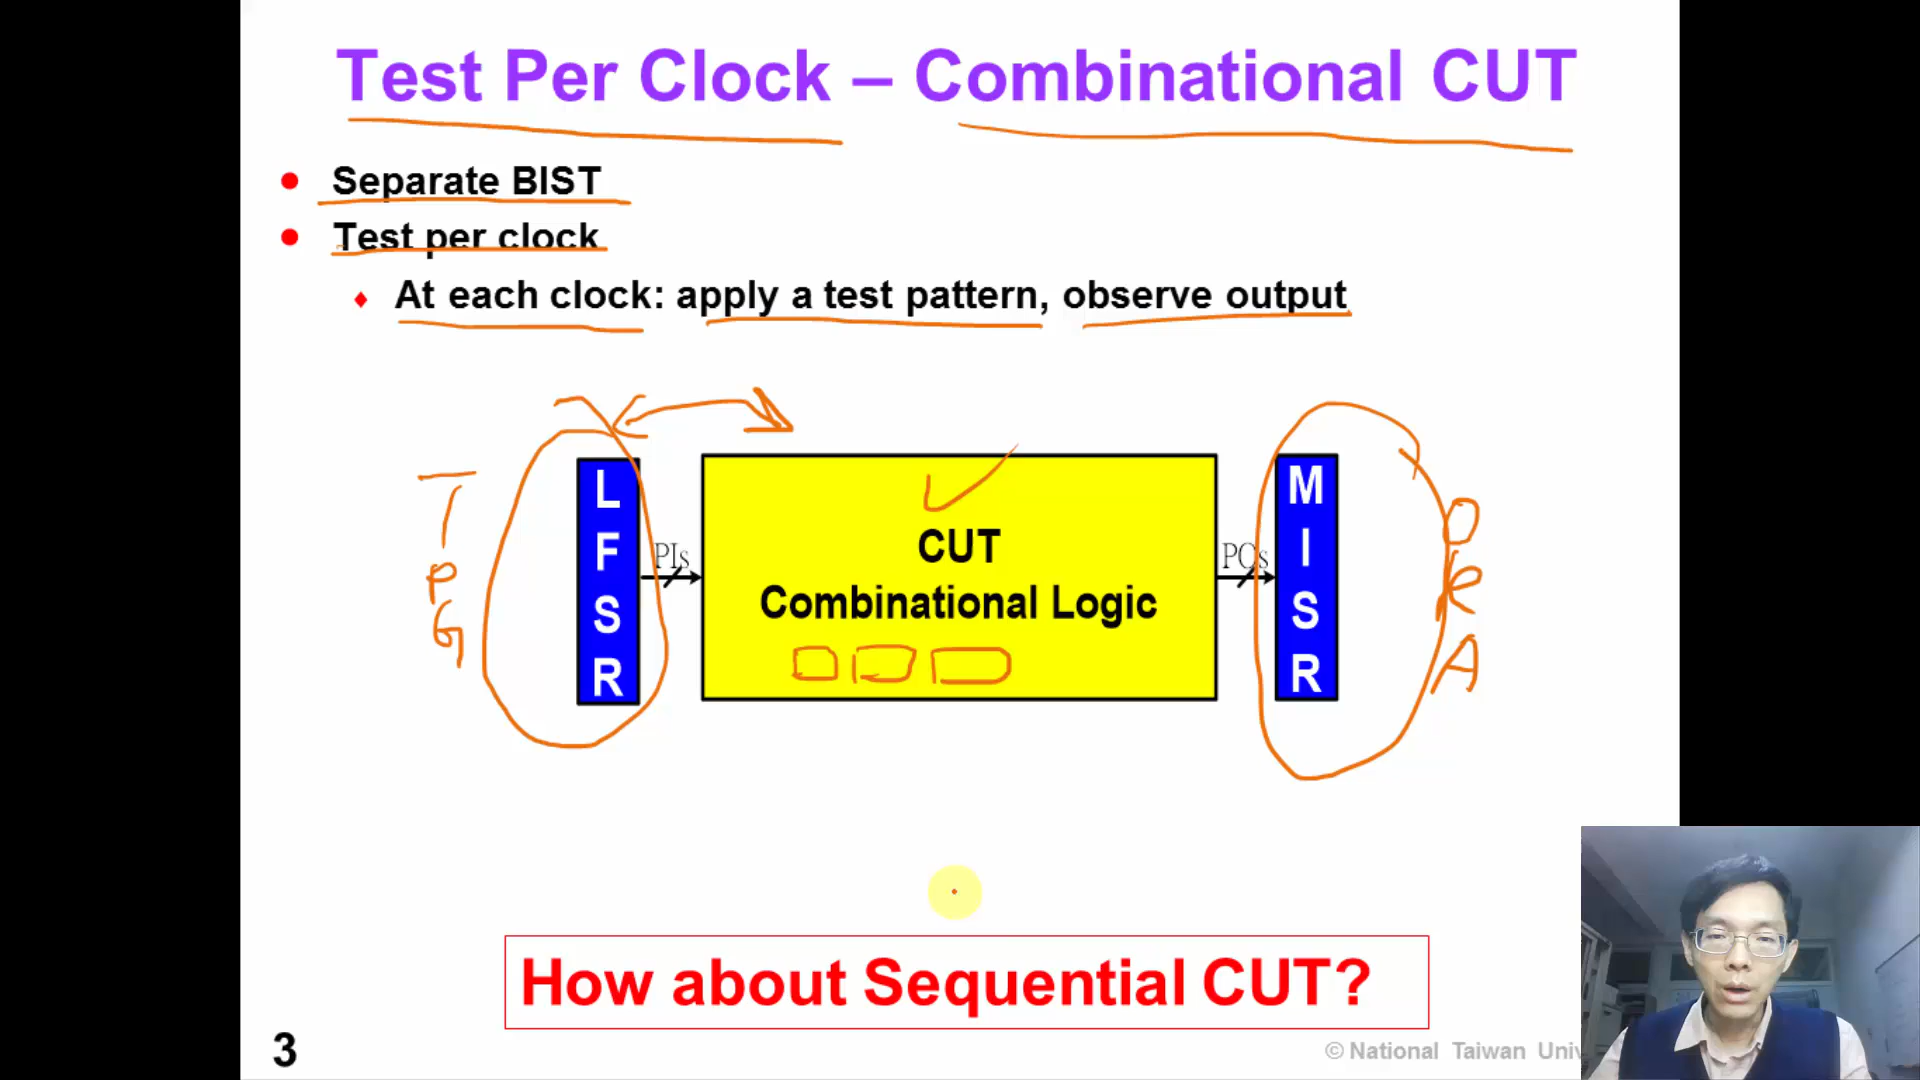 Test Per Clock – Combinational CUT
Separate BIST
Test per clock
At each clock: apply a test pattern, observe output
T
P
G
L
F
S
R
PIs
CUT
Combinational Logic
POs
M
I
S
R
O
R
A
How about Sequential CUT?
3
© National Taiwan